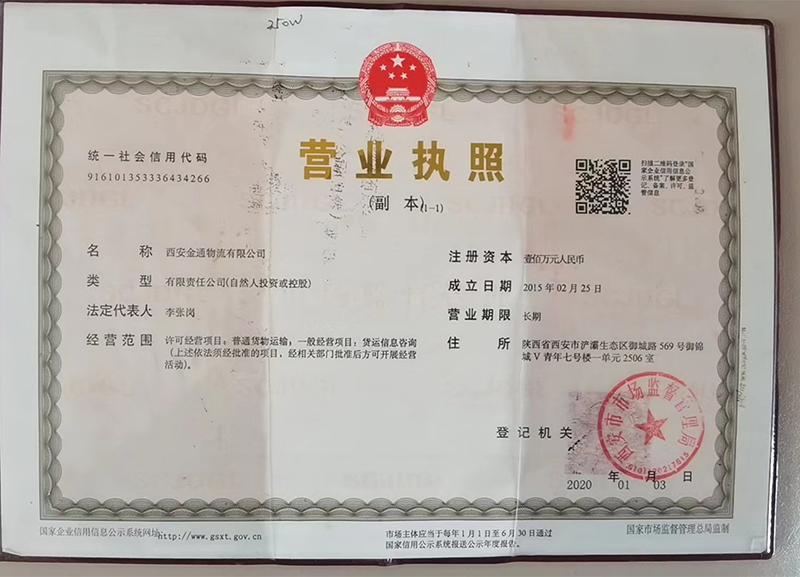 250W
营业执照
(副 本)(1-1)
统一社会信用代码
916101353336434266
扫描二维码登录"国
家企业信用信息公
示系统"了解更多登
记、备案、许可、监
管信息
名 称 西安金通物流有限公司
类 型 有限责任公司(自然人投资或控股)
法定代表人 李张岗
经营范围 许可经营项目:普通货物运输;一般经营项目:货运信息咨询
(上述依法须经批准的项目,经相关部门批准后方可开展经营
活动)。
注册资本 壹佰万元人民币
成立日期 2015年02月25日
营业期限 长期
住 所 陕西省西安市浐灞生态区御城路569号御锦
城V青年七号楼一单元2506室
登记机关
西安市市场监督管理局
2020 年 01 月 03 日
国家企业信用信息公示系统网址:http://www.gsxt.gov.cn
市场主体应当于每年1月1日至6月30日通过
国家信用公示系统报送公示年度报告。
国家市场监督管理总局监制